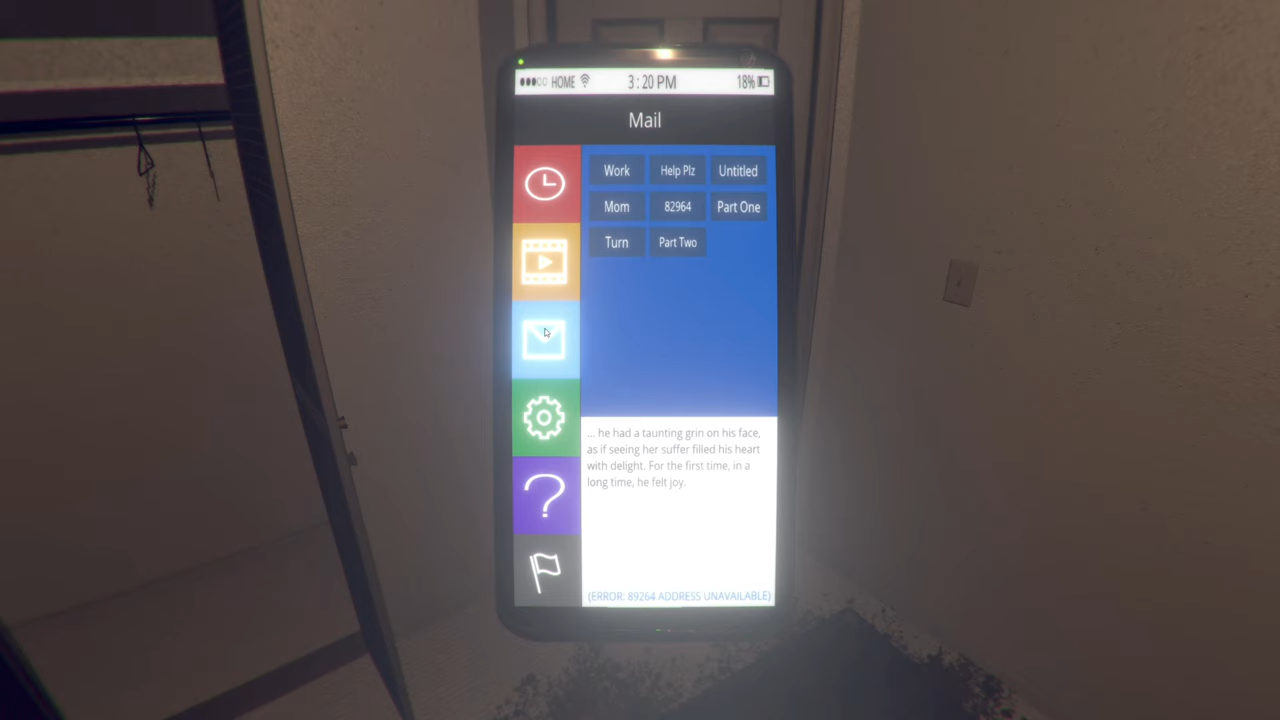 HOME 3:20 PM 18%
Mail
Work Help Plz Untitled
Mom 82964 Part One
Turn Part Two
... he had a taunting grin on his face,
as if seeing her suffer filled his heart
with delight. For the first time, in a
long time, he felt joy.
(ERROR: 89264 ADDRESS UNAVAILABLE)